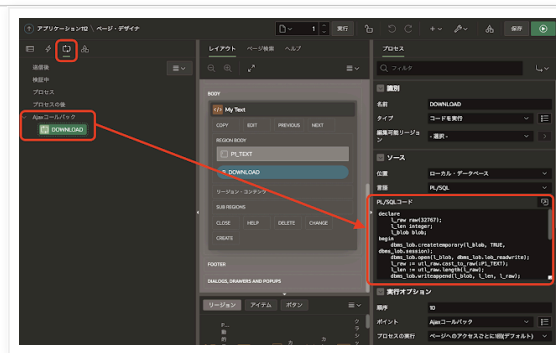 アプリケーション112 \ ページ・デザイナ
1
実行
保存
送信後
検証中
プロセス
プロセスの後
Ajaxコールバック
DOWNLOAD
レイアウト ページ検索 ヘルプ
BODY
My Text
COPY EDIT PREVIOUS NEXT
REGION BODY
P1_TEXT
DOWNLOAD
リージョン・コンテンツ
SUB REGIONS
CLOSE HELP DELETE CHANGE
CREATE
FOOTER
DIALOGS, DRAWERS AND POPUPS
リージョン アイテム ボタン
プロセス
フィルタ
識別
名前 DOWNLOAD
タイプ コードを実行
編集可能リージョン - 選択 -
ソース
位置 ローカル・データベース
言語 PL/SQL
PL/SQLコード
declare
l_raw raw(32767);
l_len integer;
l_blob blob;
begin
dbms_lob.createtemporary(l_blob, TRUE,
dbms_lob.session);
dbms_lob.open(l_blob, dbms_lob.lob_readwrite);
l_raw := utl_raw.cast_to_raw(:P1_TEXT);
l_len := utl_raw.length(l_raw);
dbms_lob.writeappend(l_blob, l_len, l_raw);
実行オプション
順序 10
ポイント Ajaxコールバック
プロセスの実行 ページへのアクセスごとに1回(デフォルト)